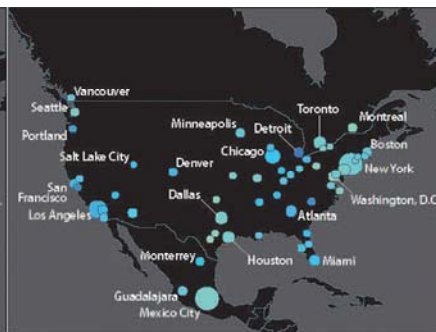 Vancouver
Seattle
Portland
Salt Lake City
San
Francisco
Los Angeles
Minneapolis
Denver
Chicago
Detroit
Toronto
Montreal
Boston
New York
Washington, D.C
Dallas
Atlanta
Houston
Miami
Monterrey
Guadalajara
Mexico City